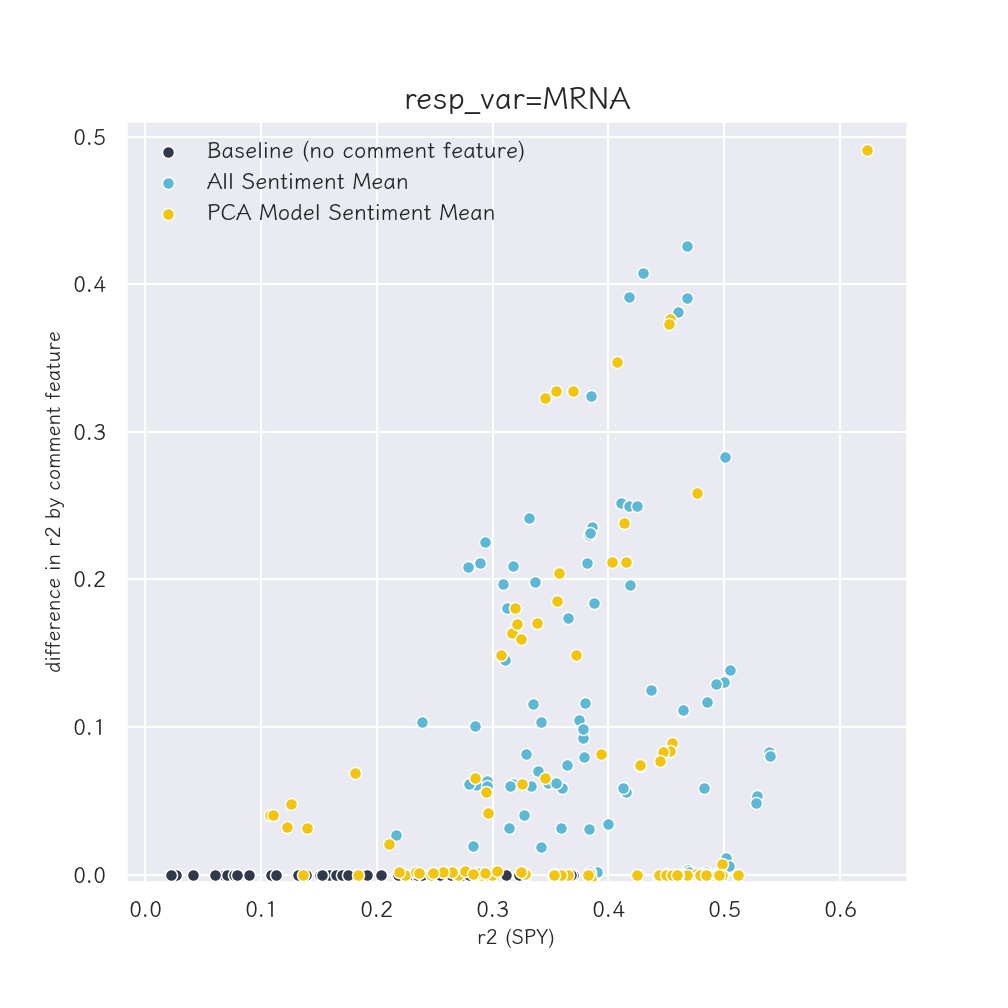 resp_var=MRNA
Baseline (no comment feature)
All Sentiment Mean
PCA Model Sentiment Mean
difference in r2 by comment feature
0.5
0.4
0.3
0.2
0.1
0.0
0.0 0.1 0.2 0.3 0.4 0.5 0.6
r2 (SPY)